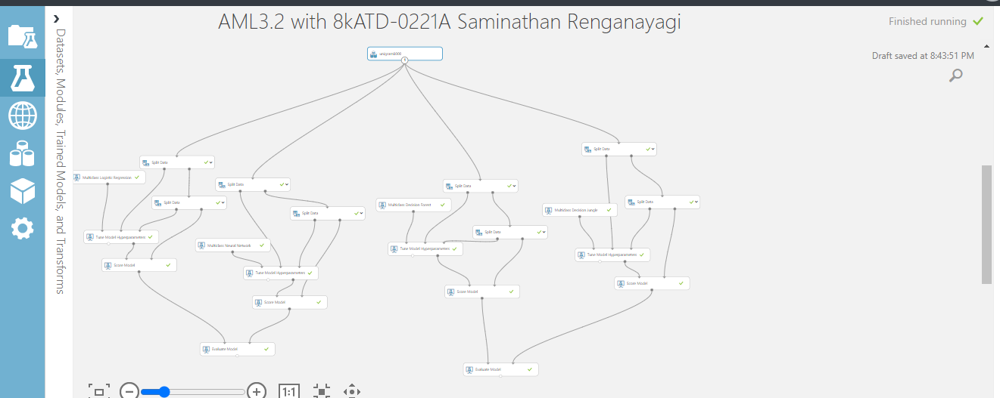 AML3.2 with 8kATD-0221A Saminathan Renganayagi
Finished running
Draft saved at 8:43:51 PM
Datasets, Modules, Trained Models, and Transforms
unigram8000
1
Split Data
Split Data
Multiclass Logistic Regression
Split Data
Split Data
Split Data
Split Data
Multiclass Decision Forest
Multiclass Decision Jungle
Split Data
Split Data
Tune Model Hyperparameters
Multiclass Neural Network
Tune Model Hyperparameters
Tune Model Hyperparameters
Score Model
Tune Model Hyperparameters
Score Model
Score Model
Score Model
Evaluate Model
Evaluate Model
1:1